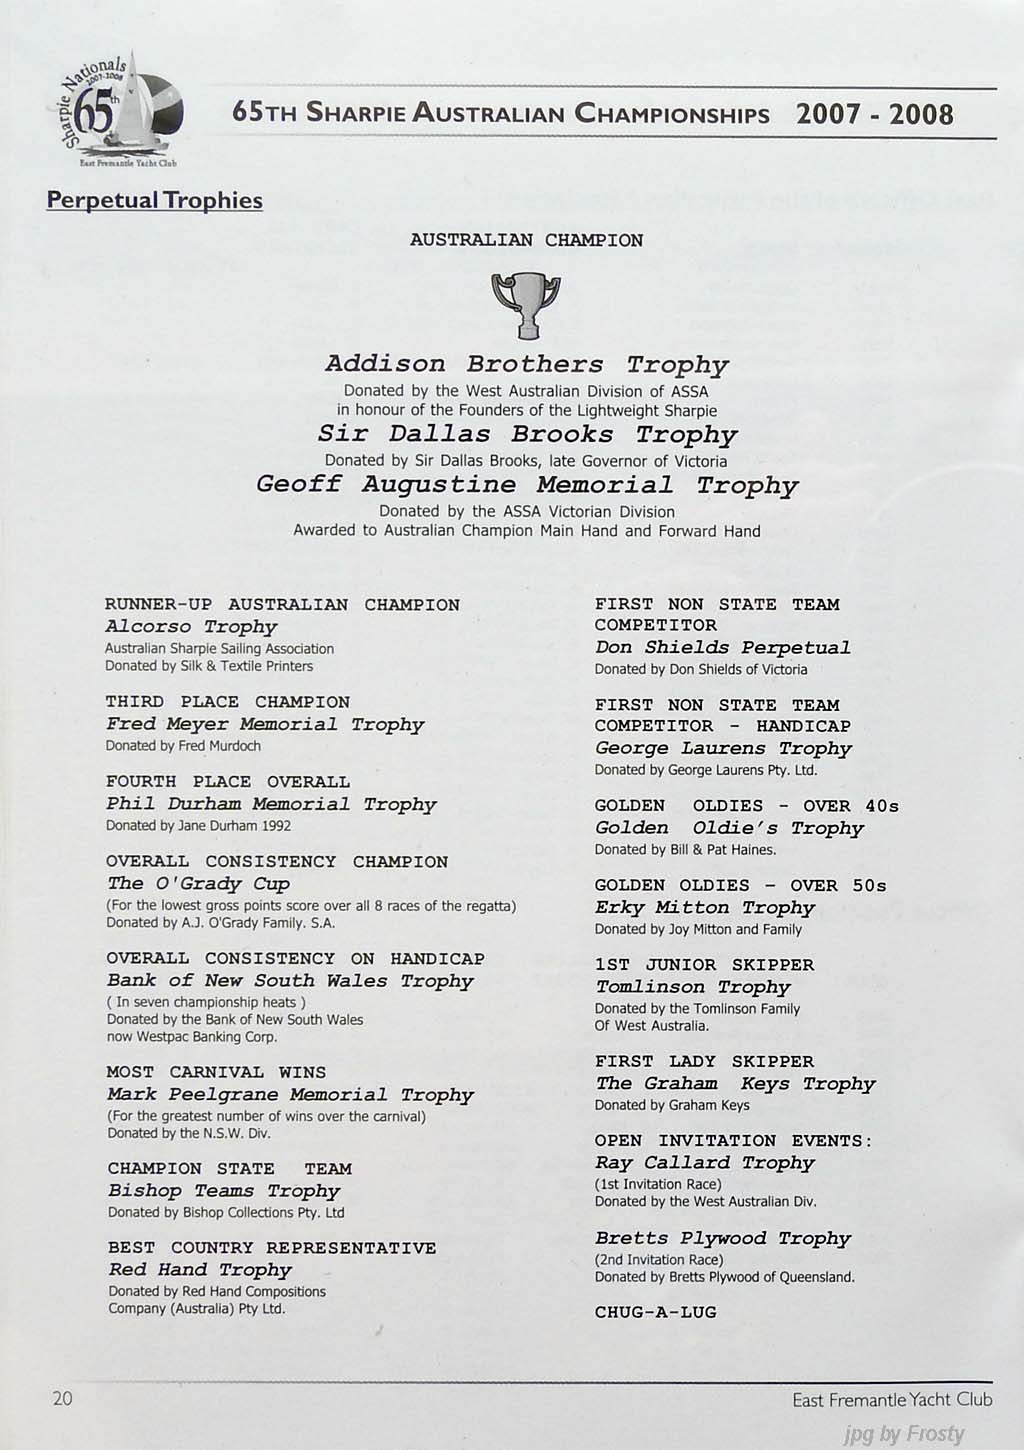 Sharpie Nationals
2007-2008
65th
East Fremantle Yacht Club
65TH SHARPIE AUSTRALIAN CHAMPIONSHIPS 2007 - 2008
Perpetual Trophies
AUSTRALIAN CHAMPION
Addison Brothers Trophy
Donated by the West Australian Division of ASSA
in honour of the Founders of the Lightweight Sharpie
Sir Dallas Brooks Trophy
Donated by Sir Dallas Brooks, late Governor of Victoria
Geoff Augustine Memorial Trophy
Donated by the ASSA Victorian Division
Awarded to Australian Champion Main Hand and Forward Hand
RUNNER-UP AUSTRALIAN CHAMPION
Alcorso Trophy
Australian Sharpie Sailing Association
Donated by Silk & Textile Printers
THIRD PLACE CHAMPION
Fred Meyer Memorial Trophy
Donated by Fred Murdoch
FOURTH PLACE OVERALL
Phil Durham Memorial Trophy
Donated by Jane Durham 1992
OVERALL CONSISTENCY CHAMPION
The O'Grady Cup
(For the lowest gross points score over all 8 races of the regatta)
Donated by A.J. O'Grady Family. S.A.
OVERALL CONSISTENCY ON HANDICAP
Bank of New South Wales Trophy
( In seven championship heats )
Donated by the Bank of New South Wales
now Westpac Banking Corp.
MOST CARNIVAL WINS
Mark Peelgrane Memorial Trophy
(For the greatest number of wins over the carnival)
Donated by the N.S.W. Div.
CHAMPION STATE TEAM
Bishop Teams Trophy
Donated by Bishop Collections Pty. Ltd
BEST COUNTRY REPRESENTATIVE
Red Hand Trophy
Donated by Red Hand Compositions
Company (Australia) Pty Ltd.
FIRST NON STATE TEAM
COMPETITOR
Don Shields Perpetual
Donated by Don Shields of Victoria
FIRST NON STATE TEAM
COMPETITOR - HANDICAP
George Laurens Trophy
Donated by George Laurens Pty. Ltd.
GOLDEN OLDIES - OVER 40s
Golden Oldie's Trophy
Donated by Bill & Pat Haines.
GOLDEN OLDIES - OVER 50s
Erky Mitton Trophy
Donated by Joy Mitton and Family
1ST JUNIOR SKIPPER
Tomlinson Trophy
Donated by the Tomlinson Family
Of West Australia.
FIRST LADY SKIPPER
The Graham Keys Trophy
Donated by Graham Keys
OPEN INVITATION EVENTS:
Ray Callard Trophy
(1st Invitation Race)
Donated by the West Australian Div.
Bretts Plywood Trophy
(2nd Invitation Race)
Donated by Bretts Plywood of Queensland.
CHUG-A-LUG
20
East Fremantle Yacht Club
jpg by Frosty